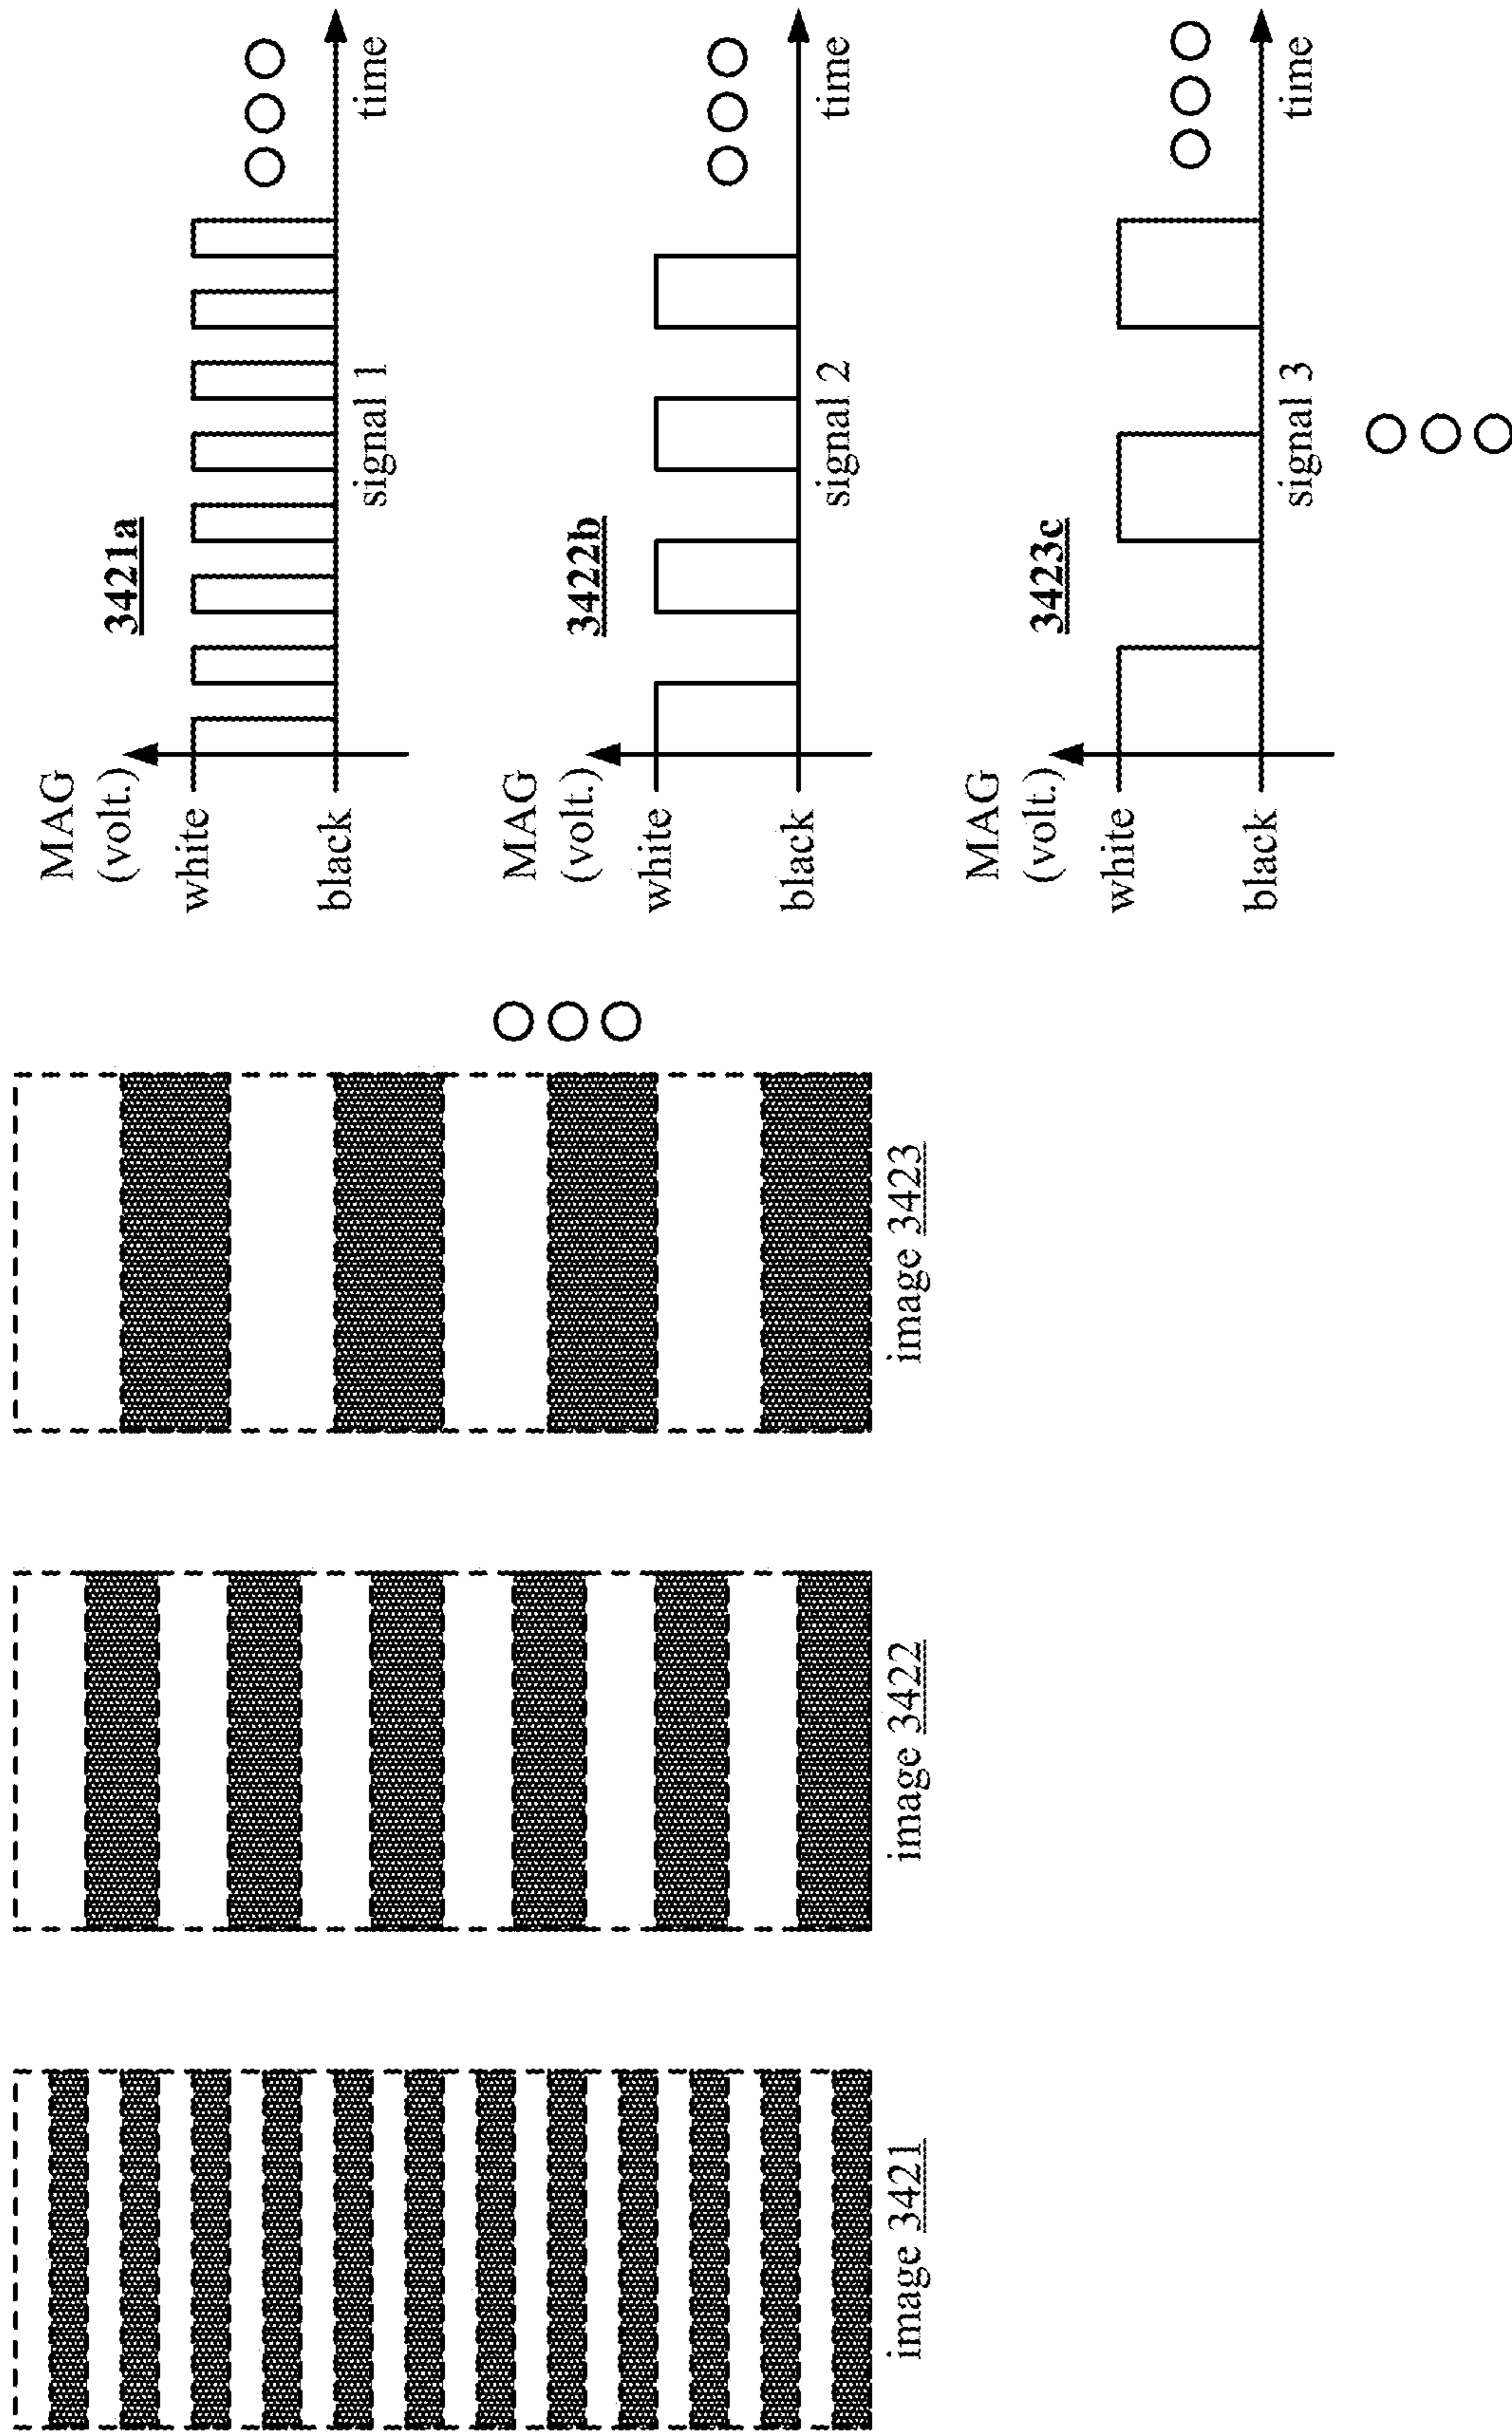 image 3421
image 3422
image 3423
MAG
(volt.)
white
black
3421a
signal 1
time
MAG
(volt.)
white
black
3422b
signal 2
time
MAG
(volt.)
white
black
3423c
signal 3
time